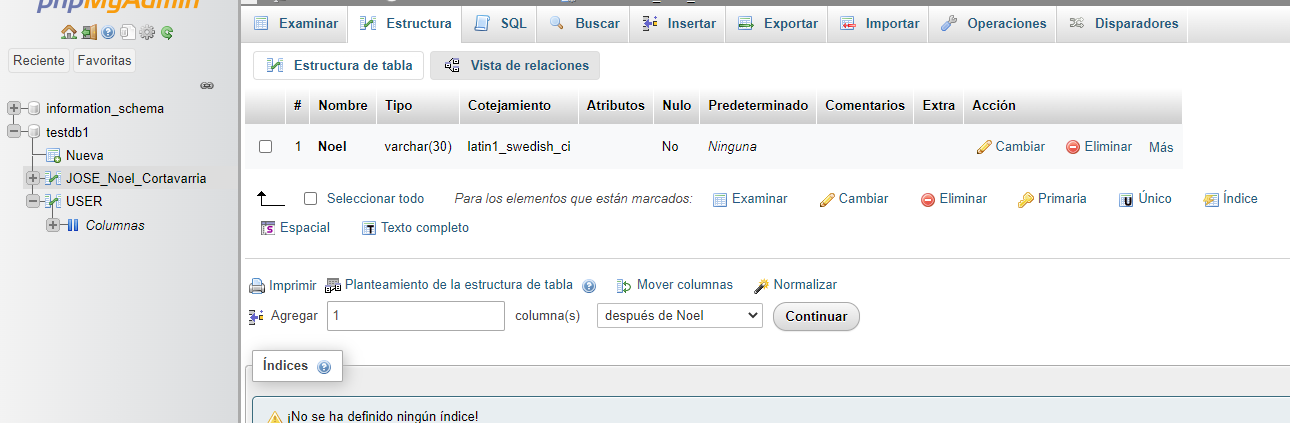 phpMyAdmin
Examinar Estructura SQL Buscar Insertar Exportar Importar Operaciones Disparadores
Reciente Favoritas
Estructura de tabla Vista de relaciones
information_schema
testdb1
Nueva
JOSE_Noel_Cortavarria
USER
Columnas
# Nombre Tipo Cotejamiento Atributos Nulo Predeterminado Comentarios Extra Acción
1 Noel varchar(30) latin1_swedish_ci No Ninguna Cambiar Eliminar Más
Seleccionar todo Para los elementos que están marcados: Examinar Cambiar Eliminar Primaria Único Índice
Espacial Texto completo
Imprimir Planteamiento de la estructura de tabla Mover columnas Normalizar
Agregar 1 columna(s) después de Noel Continuar
Índices
¡No se ha definido ningún índice!